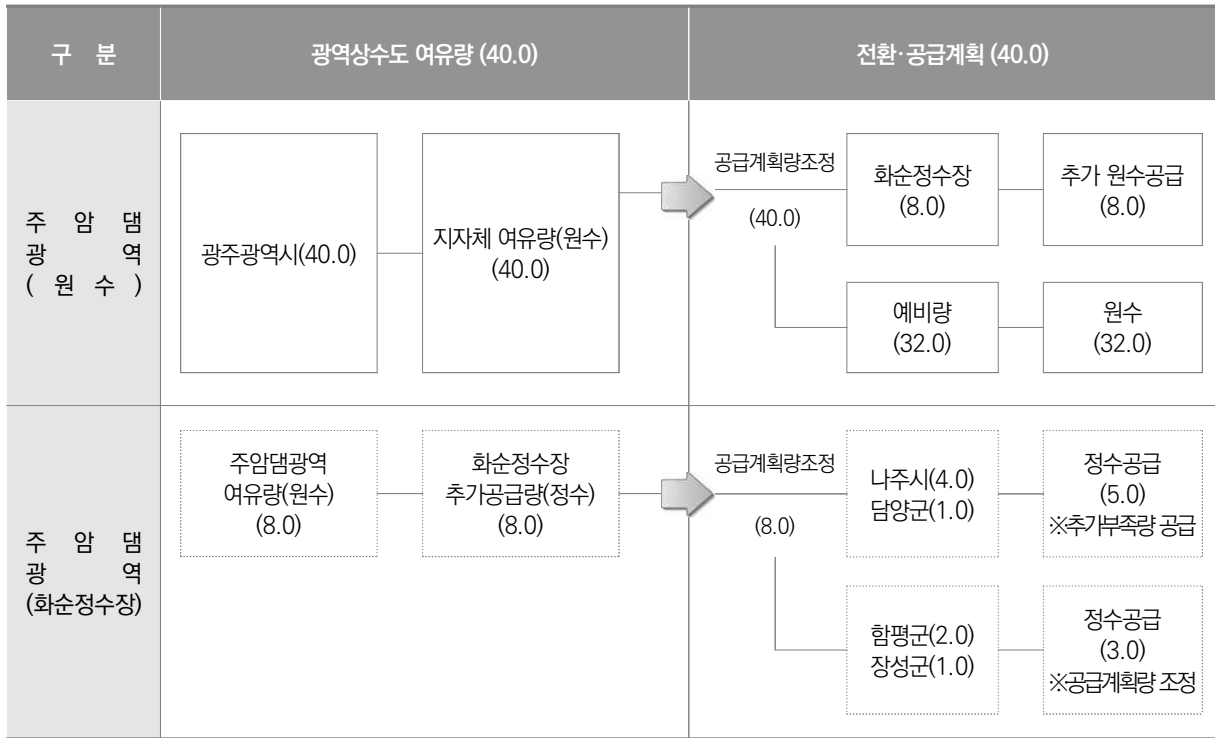 구 분
광역상수도 여유량 (40.0)
전환·공급계획 (40.0)
주 암 댐
광 역
( 원 수 )
광주광역시(40.0)
지자체 여유량(원수)
(40.0)
공급계획량조정
(40.0)
화순정수장
(8.0)
추가 원수공급
(8.0)
예비량
(32.0)
원수
(32.0)
주 암 댐
광 역
(화순정수장)
주암댐광역
여유량(원수)
(8.0)
화순정수장
추가공급량(정수)
(8.0)
공급계획량조정
(8.0)
나주시(4.0)
담양군(1.0)
정수공급
(5.0)
※추가부족량 공급
함평군(2.0)
장성군(1.0)
정수공급
(3.0)
※공급계획량 조정